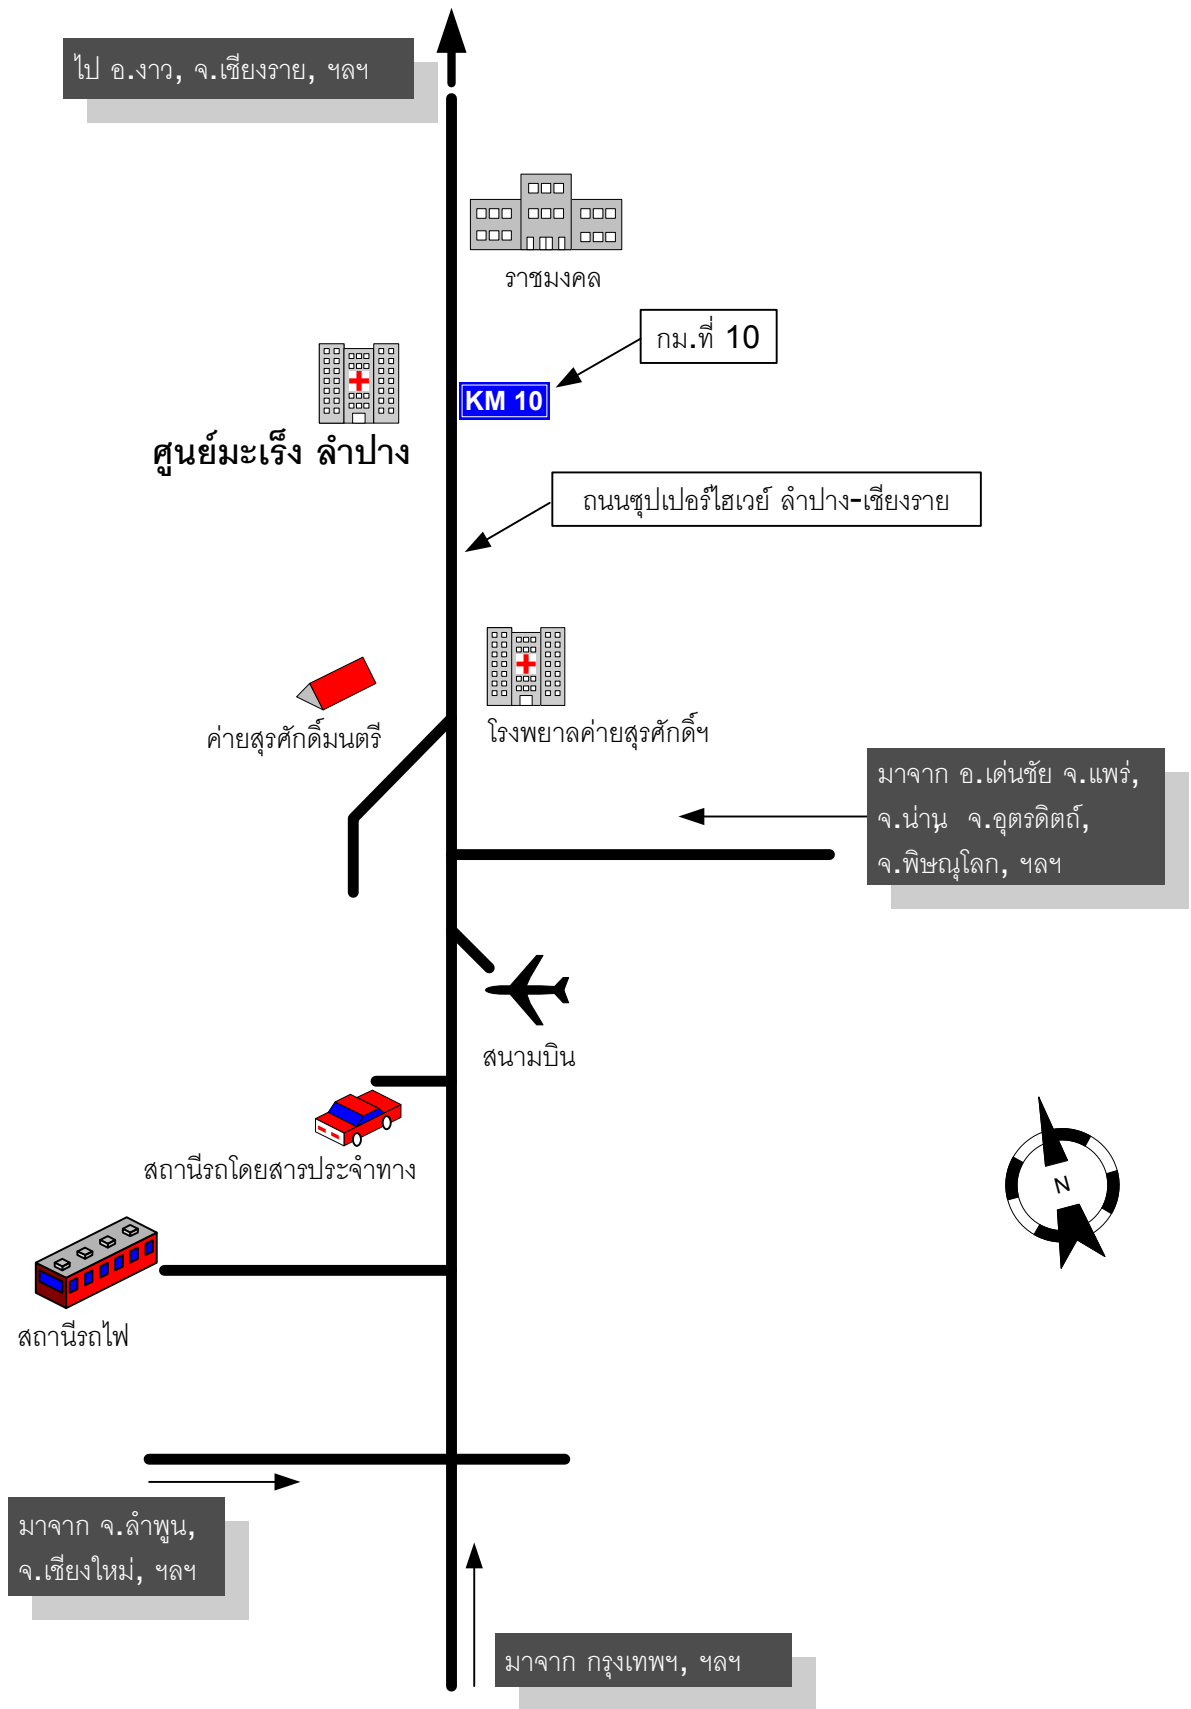 ไป อ.งาว, จ.เชียงราย, ฯลฯ
ราชมงคล
กม.ที่ 10
KM 10
ศูนย์มะเร็ง ลำปาง
ถนนซุปเปอร์ไฮเวย์ ลำปาง-เชียงราย
ค่ายสุรศักดิ์มนตรี
โรงพยาลค่ายสุรศักดิ์ฯ
มาจาก อ.เด่นชัย จ.แพร่,
จ.น่าน, จ.อุตรดิตถ์,
จ.พิษณุโลก, ฯลฯ
สนามบิน
สถานีรถโดยสารประจำทาง
N
สถานีรถไฟ
มาจาก จ.ลำพูน,
จ.เชียงใหม่, ฯลฯ
มาจาก กรุงเทพฯ, ฯลฯ